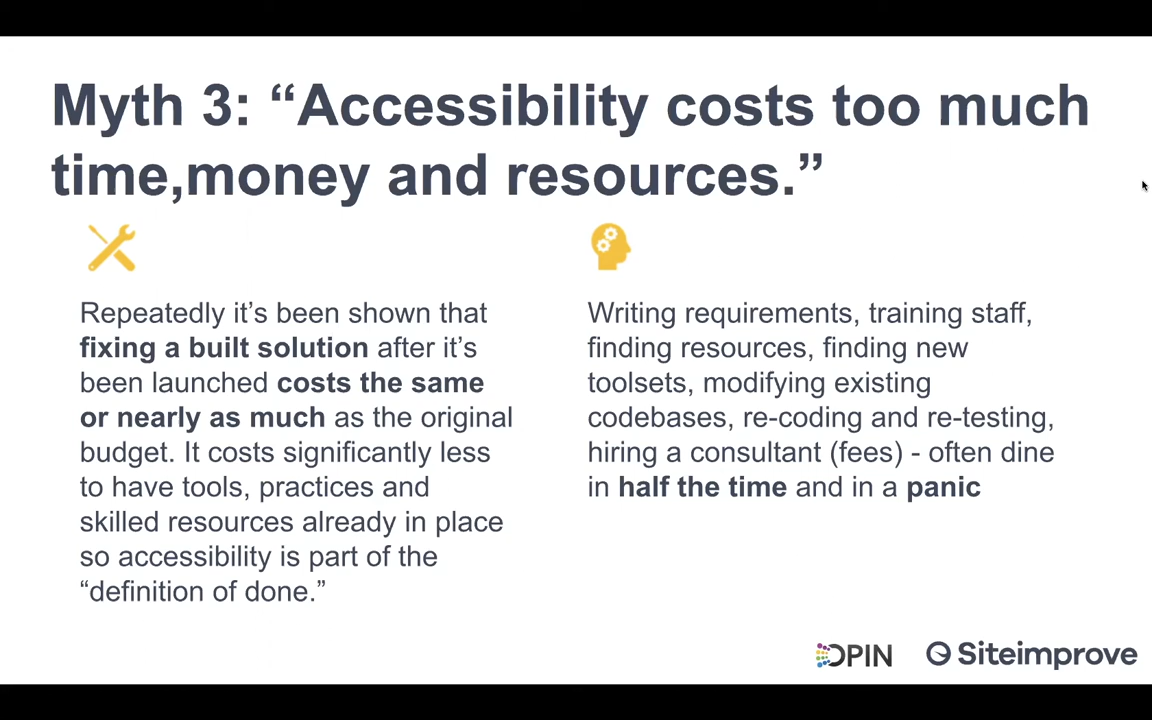 Myth 3: “Accessibility costs too much
time,money and resources.”
Repeatedly it’s been shown that
fixing a built solution after it’s
been launched costs the same
or nearly as much as the original
budget. It costs significantly less
to have tools, practices and
skilled resources already in place
so accessibility is part of the
“definition of done.”
Writing requirements, training staff,
finding resources, finding new
toolsets, modifying existing
codebases, re-coding and re-testing,
hiring a consultant (fees) - often dine
in half the time and in a panic
DPIN
Siteimprove